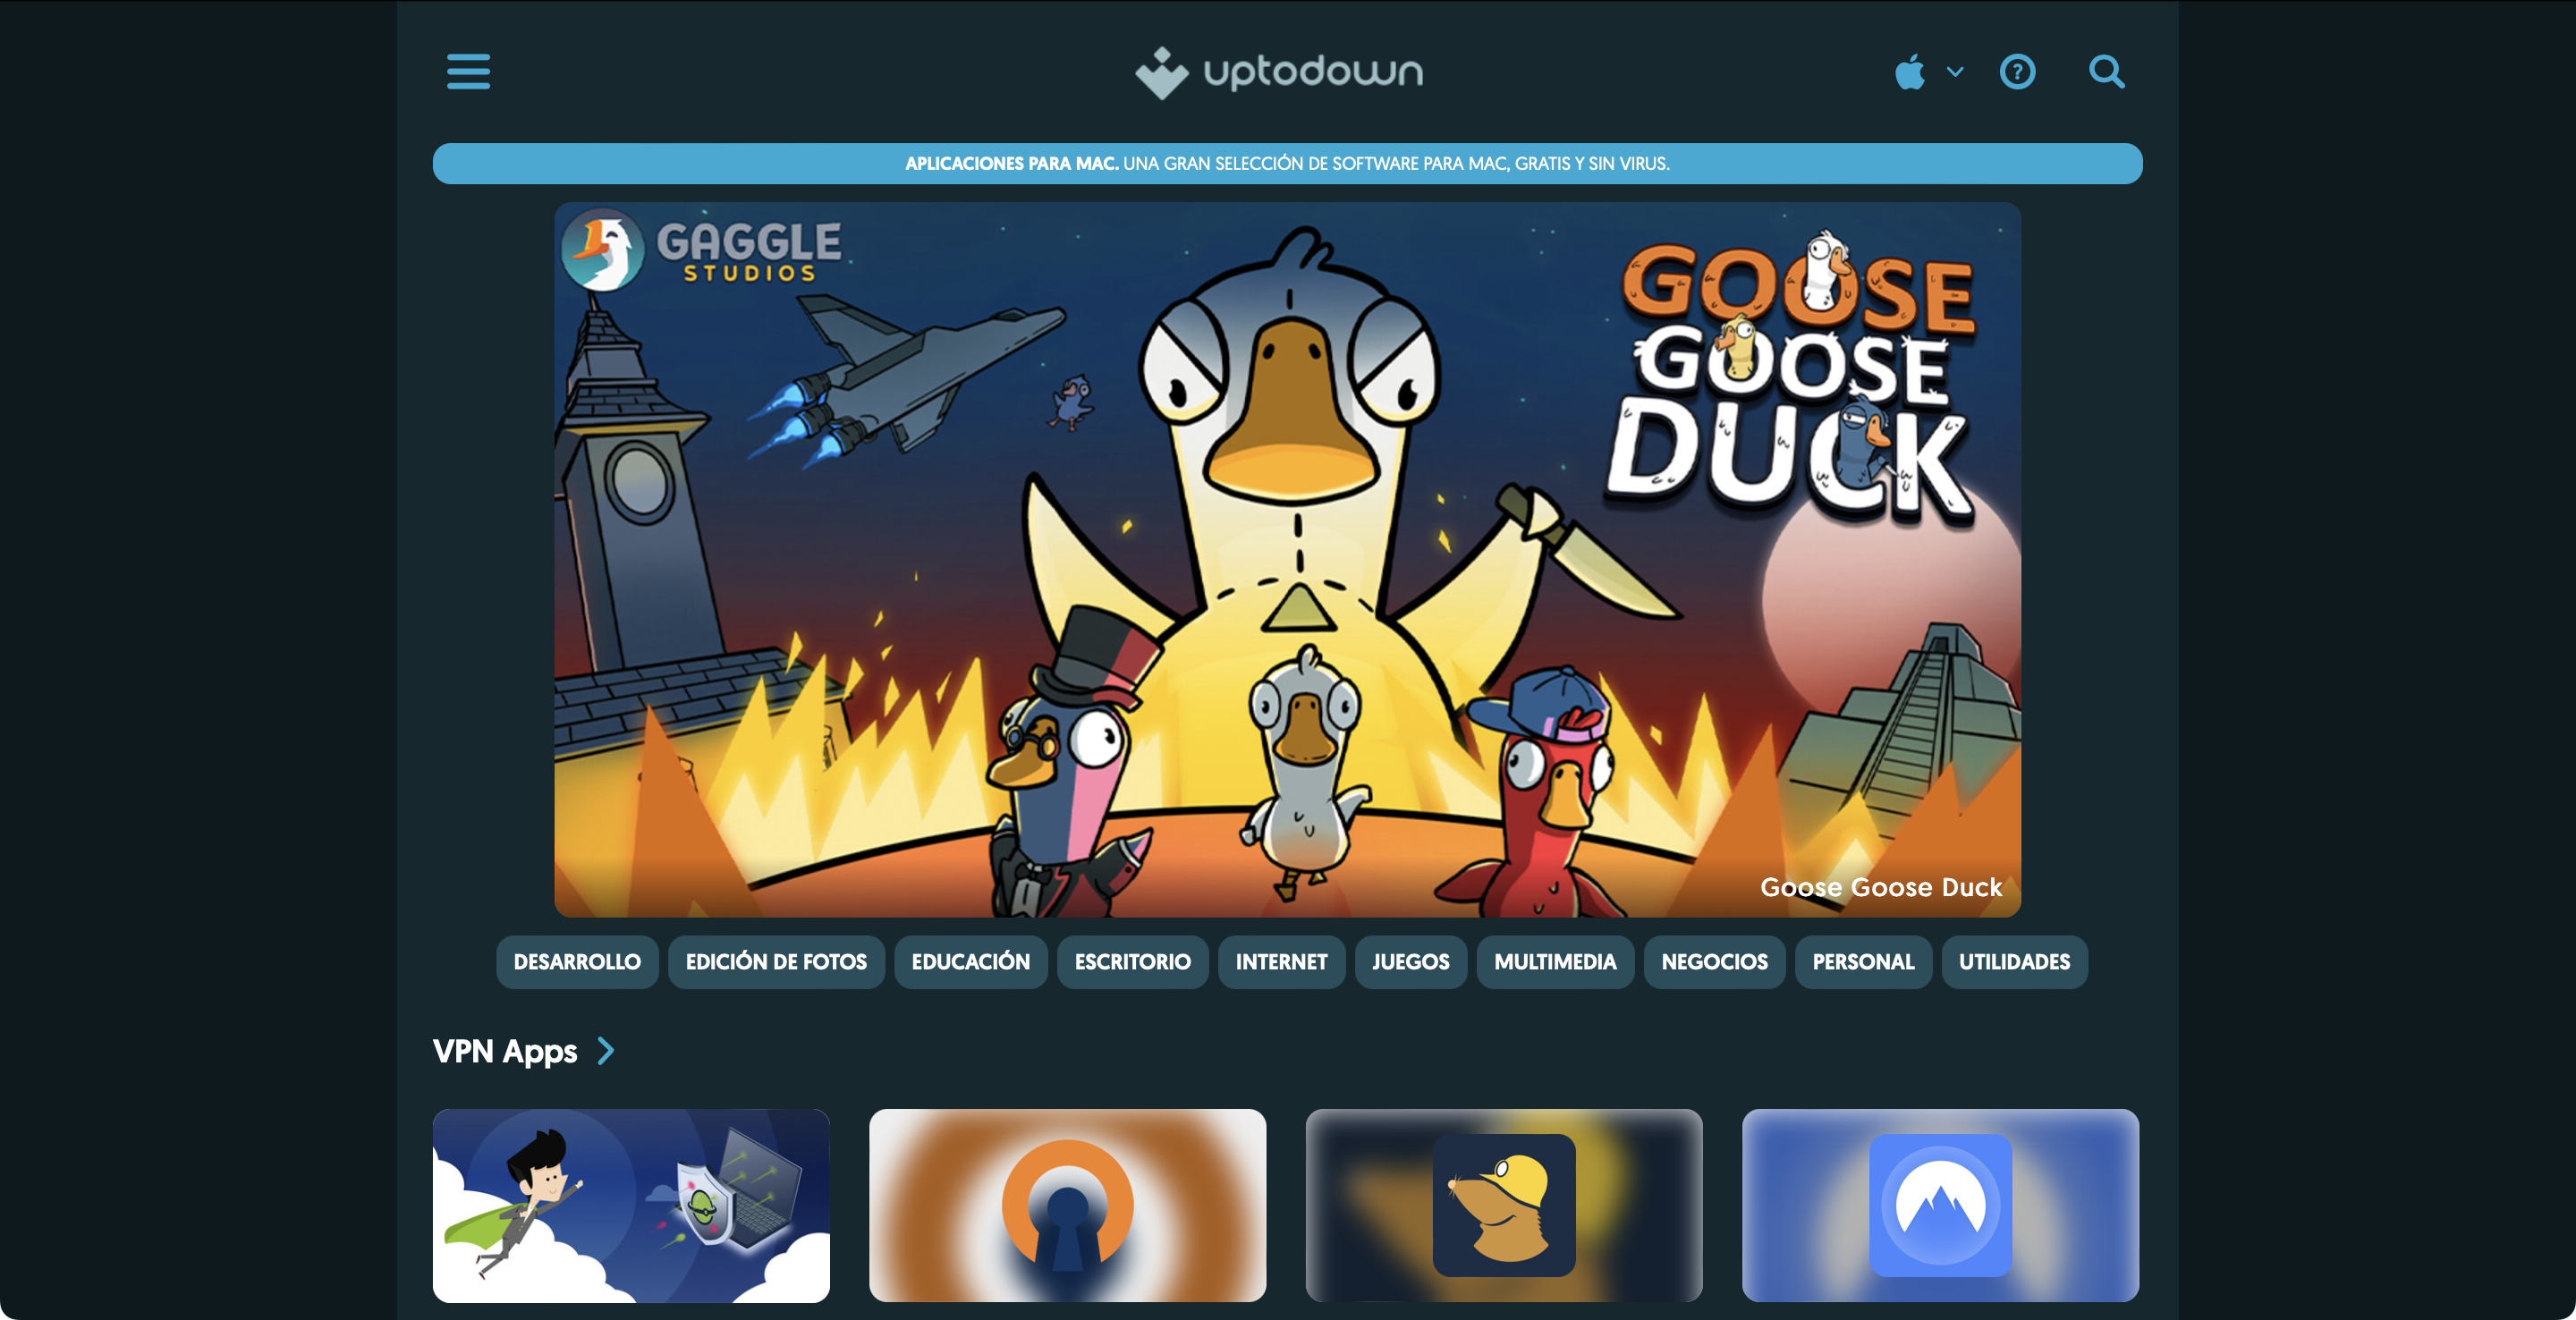 uptodown
?
APLICACIONES PARA MAC. UNA GRAN SELECCIÓN DE SOFTWARE PARA MAC, GRATIS Y SIN VIRUS.
GAGGLE
STUDIOS
GOOSE
GOOSE
DUCK
Goose Goose Duck
DESARROLLO EDICIÓN DE FOTOS EDUCACIÓN ESCRITORIO INTERNET JUEGOS MULTIMEDIA NEGOCIOS PERSONAL UTILIDADES
VPN Apps